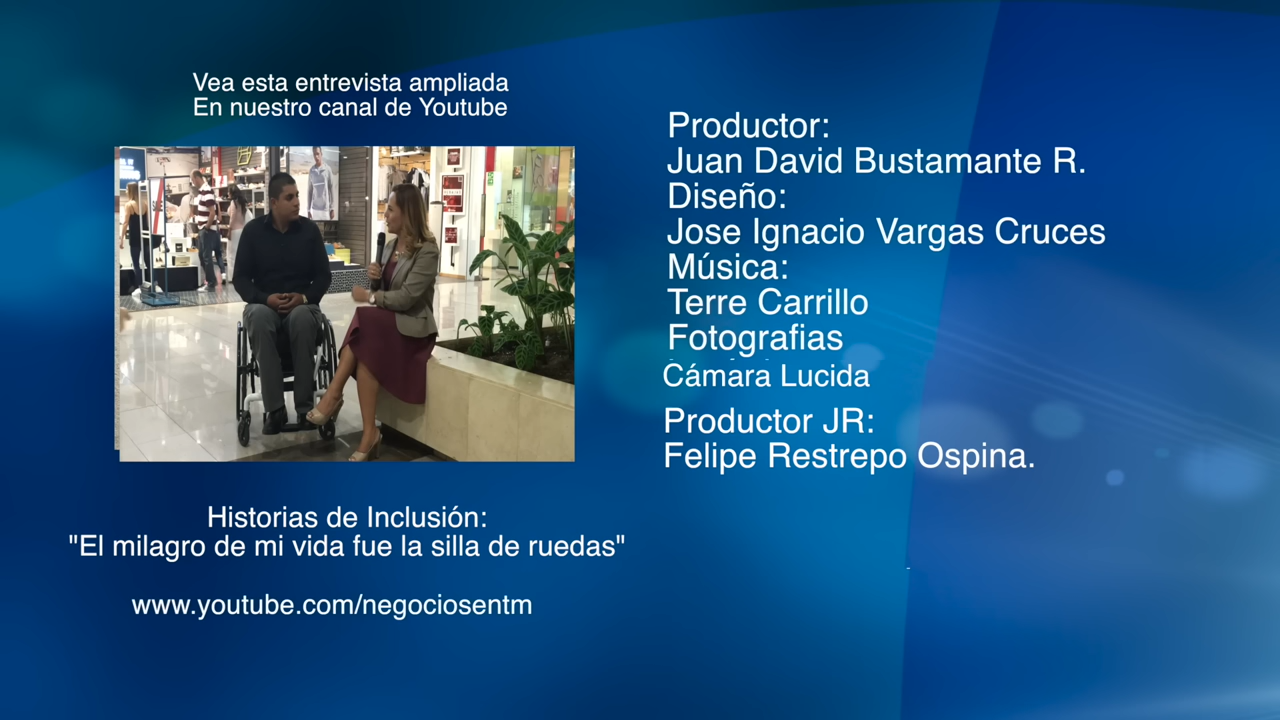 Vea esta entrevista ampliada
En nuestro canal de Youtube
Historias de Inclusión:
"El milagro de mi vida fue la silla de ruedas"
www.youtube.com/negociosentm
Productor:
Juan David Bustamante R.
Diseño:
Jose Ignacio Vargas Cruces
Música:
Terre Carrillo
Fotografias
Cámara Lucida
Productor JR:
Felipe Restrepo Ospina.